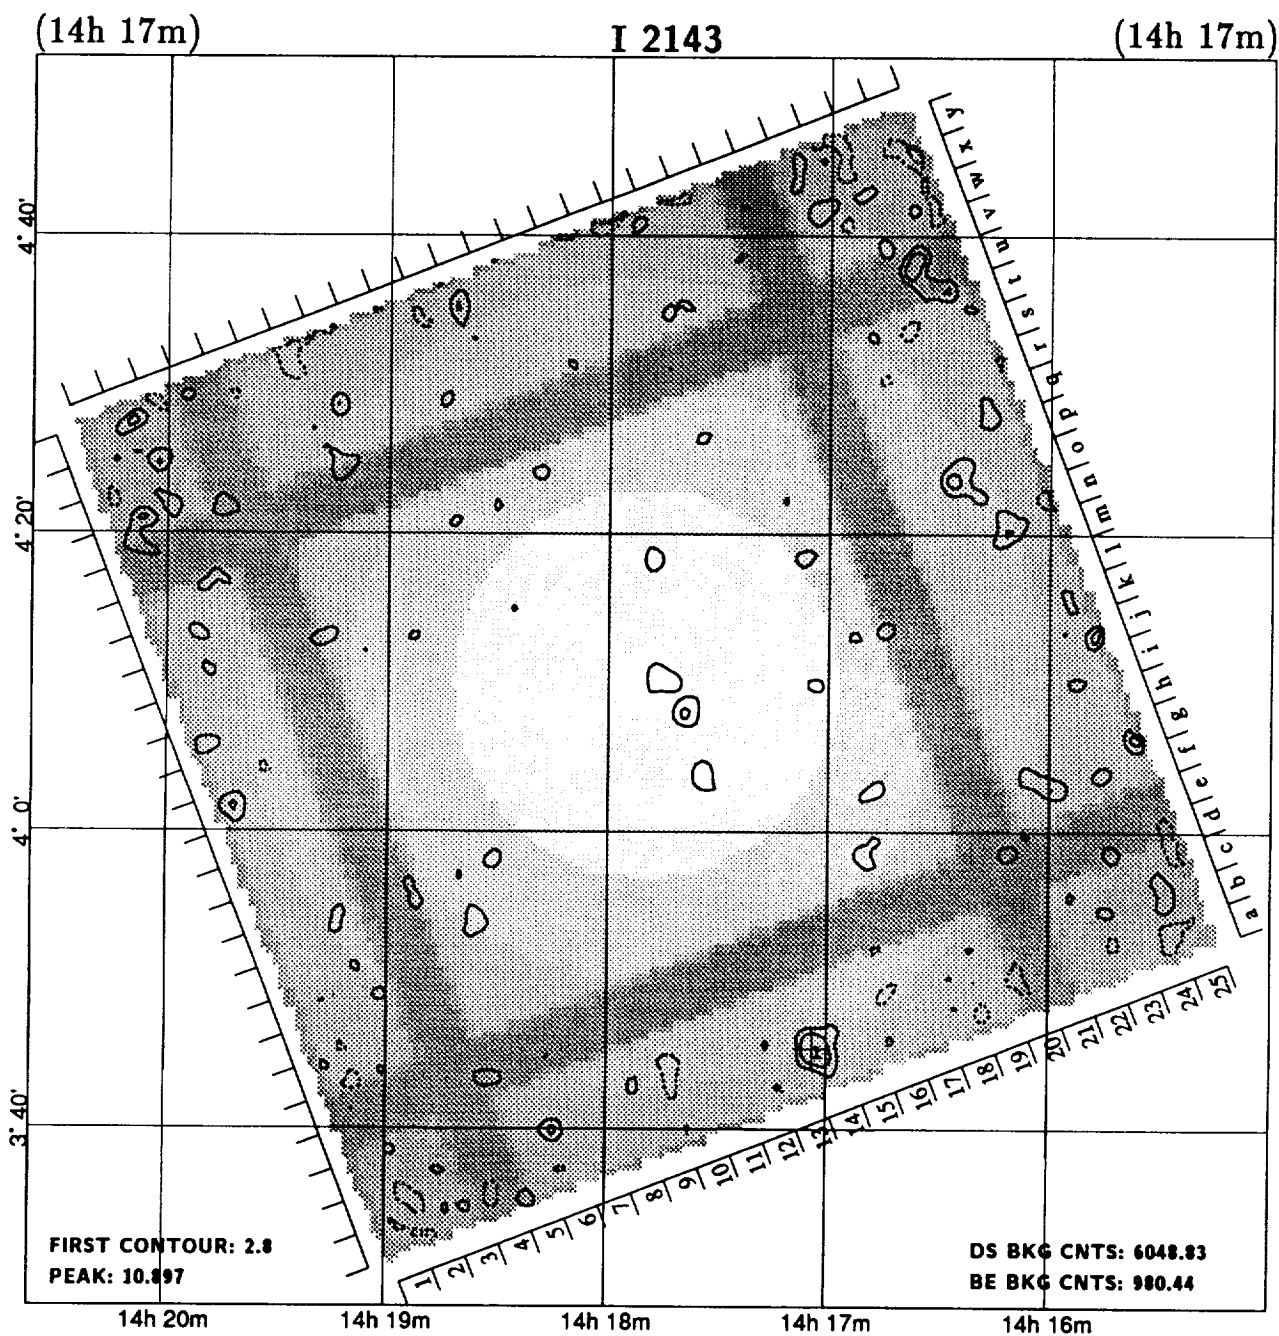 (14h 17m) I 2143 (14h 17m)
4° 40'
4° 20'
4° 0'
3° 40'
a b c d e f g h i j k l m n o p q r s t u v w x y
1 2 3 4 5 6 7 8 9 10 11 12 13 14 15 16 17 18 19 20 21 22 23 24 25
FIRST CONTOUR: 2.8
PEAK: 10.897
DS BKG CNTS: 6048.83
BE BKG CNTS: 980.44
14h 20m 14h 19m 14h 18m 14h 17m 14h 16m